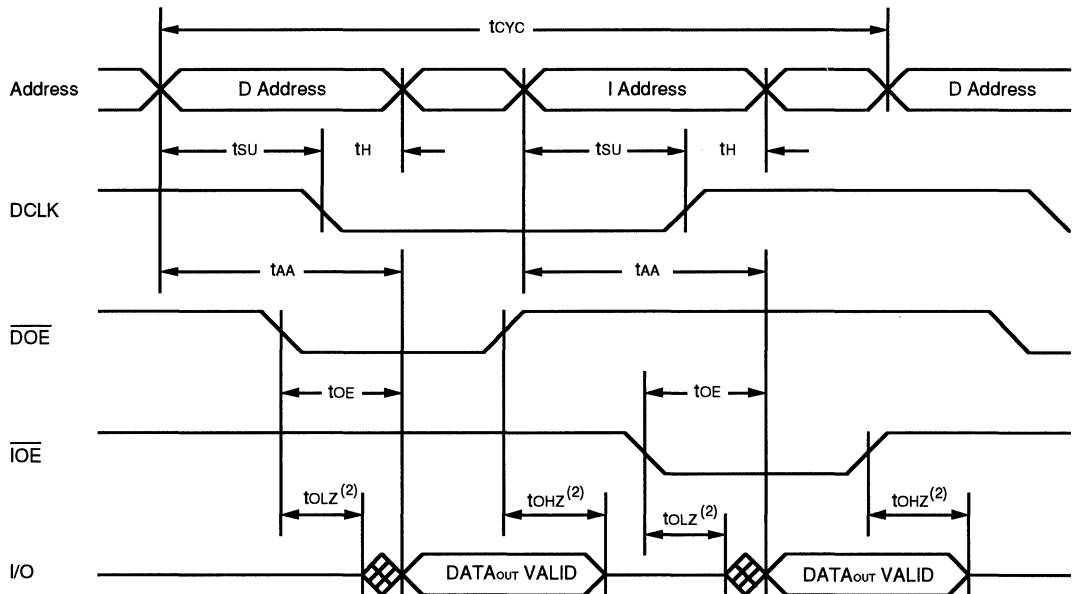 tCYC
Address D Address I Address D Address
tSU tH tSU tH
DCLK
tAA tAA
DOE
tOE tOE
IOE
tOLZ(2) tOHZ(2) tOLZ(2) tOHZ(2)
I/O DATAOUT VALID DATAOUT VALID